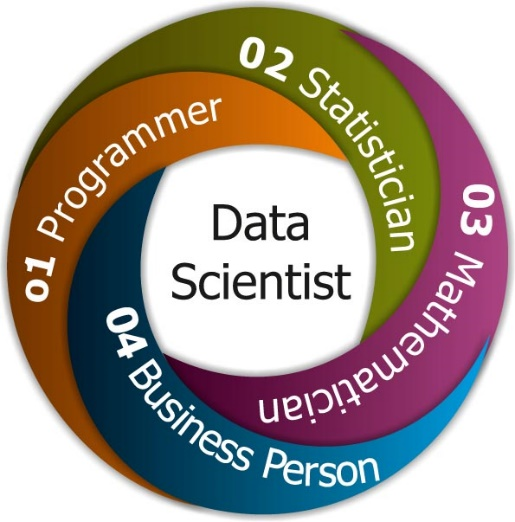 Data
Scientist
01 Programmer
02 Statistician
03 Mathematician
04 Business Person